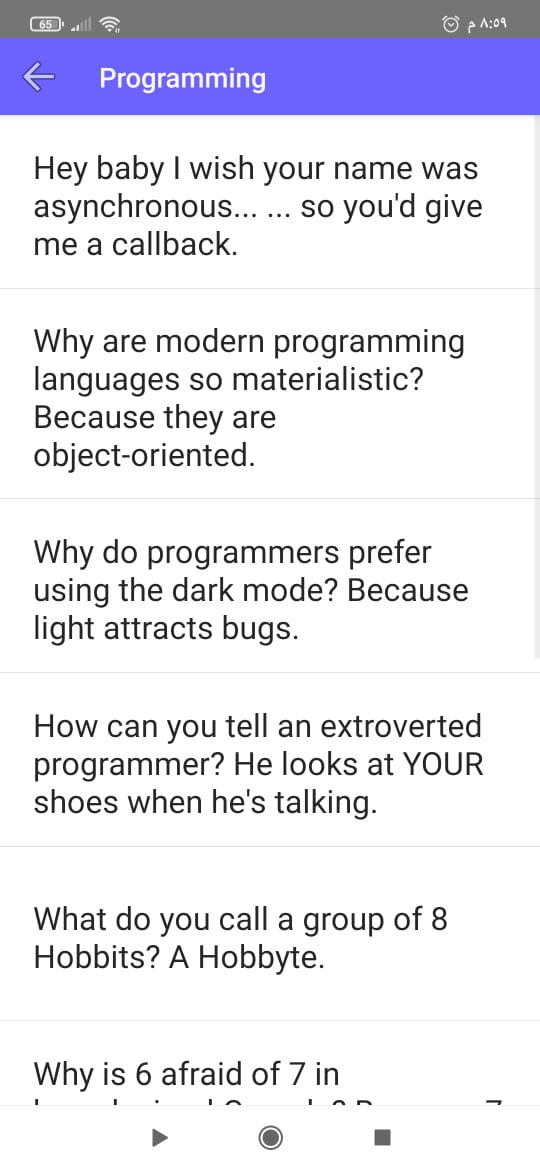 65
٨:٥٩ م
Programming
Hey baby I wish your name was
asynchronous... ... so you'd give
me a callback.
Why are modern programming
languages so materialistic?
Because they are
object-oriented.
Why do programmers prefer
using the dark mode? Because
light attracts bugs.
How can you tell an extroverted
programmer? He looks at YOUR
shoes when he's talking.
What do you call a group of 8
Hobbits? A Hobbyte.
Why is 6 afraid of 7 in